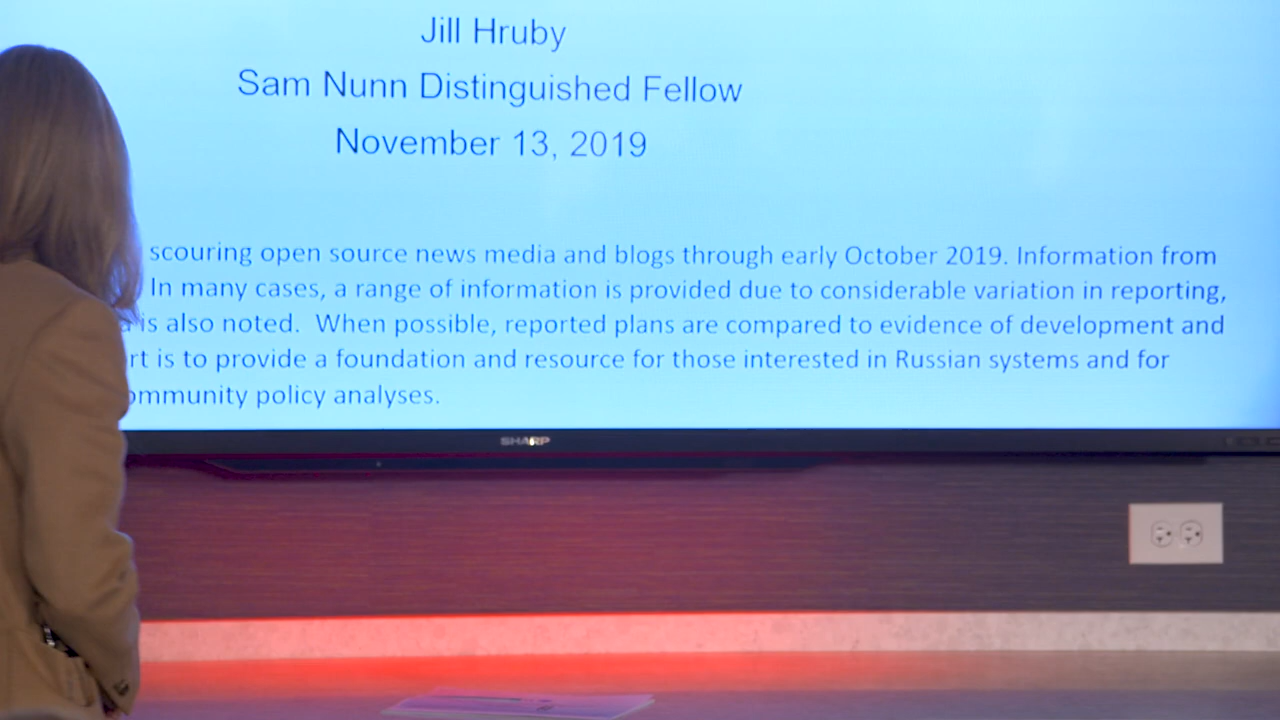 Jill Hruby
Sam Nunn Distinguished Fellow
November 13, 2019
scouring open source news media and blogs through early October 2019. Information from
In many cases, a range of information is provided due to considerable variation in reporting,
a is also noted. When possible, reported plans are compared to evidence of development and
rt is to provide a foundation and resource for those interested in Russian systems and for
ommunity policy analyses.
SHARP